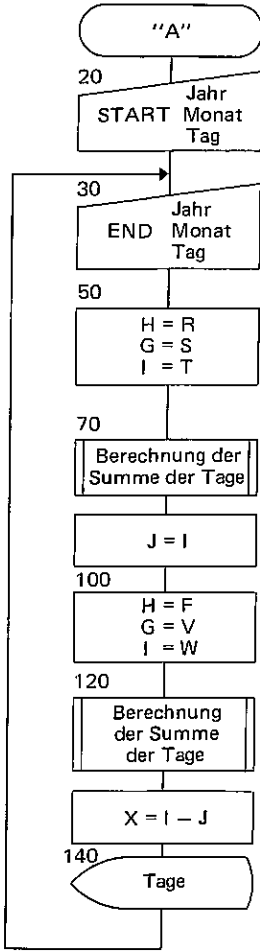 "A"
20
START Jahr
Monat
Tag
30
END Jahr
Monat
Tag
50
H = R
G = S
I = T
70
Berechnung der
Summe der Tage
J = I
100
H = F
G = V
I = W
120
Berechnung
der Summe
der Tage
X = I – J
140
Tage